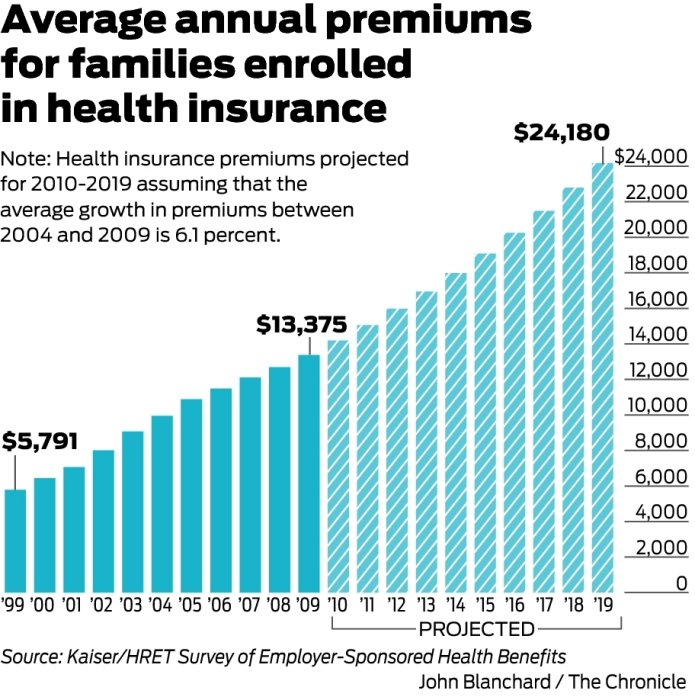 Average annual premiums
for families enrolled
in health insurance
Note: Health insurance premiums projected
for 2010-2019 assuming that the
average growth in premiums between
2004 and 2009 is 6.1 percent.
$24,180
$24,000
22,000
20,000
18,000
16,000
$13,375
14,000
12,000
10,000
$5,791
8,000
6,000
4,000
2,000
0
’99 ’00 ’01 ’02 ’03 ’04 ’05 ’06 ’07 ’08 ’09 ’10 ’11 ’12 ’13 ’14 ’15 ’16 ’17 ’18 ’19
PROJECTED
Source: Kaiser/HRET Survey of Employer-Sponsored Health Benefits
John Blanchard / The Chronicle